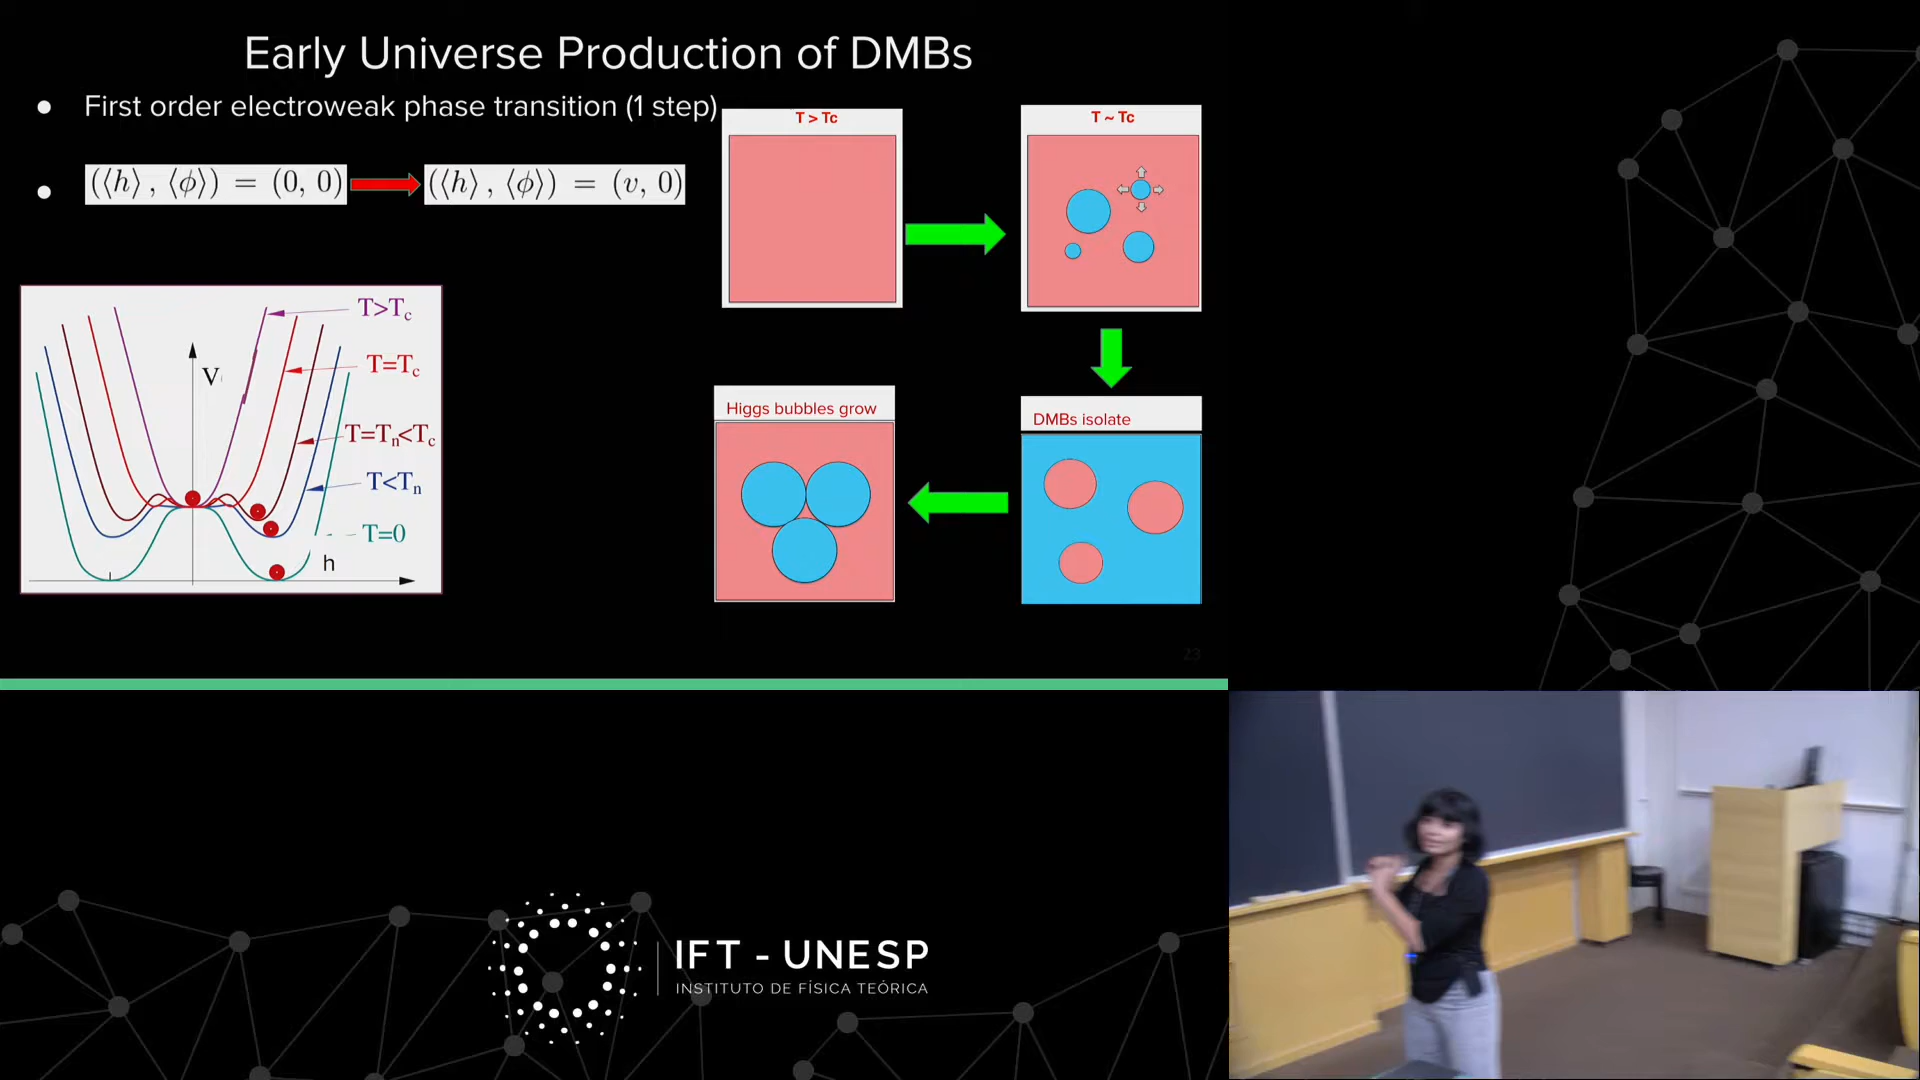 Early Universe Production of DMBs
● First order electroweak phase transition (1 step)
● (⟨h⟩, ⟨ϕ⟩) = (0, 0) (⟨h⟩, ⟨ϕ⟩) = (v, 0)
T > Tc
T ~ Tc
T>Tc
V
T=Tc
T=Tn<Tc
T<Tn
T=0
h
Higgs bubbles grow
DMBs isolate
23
IFT - UNESP
INSTITUTO DE FÍSICA TEÓRICA